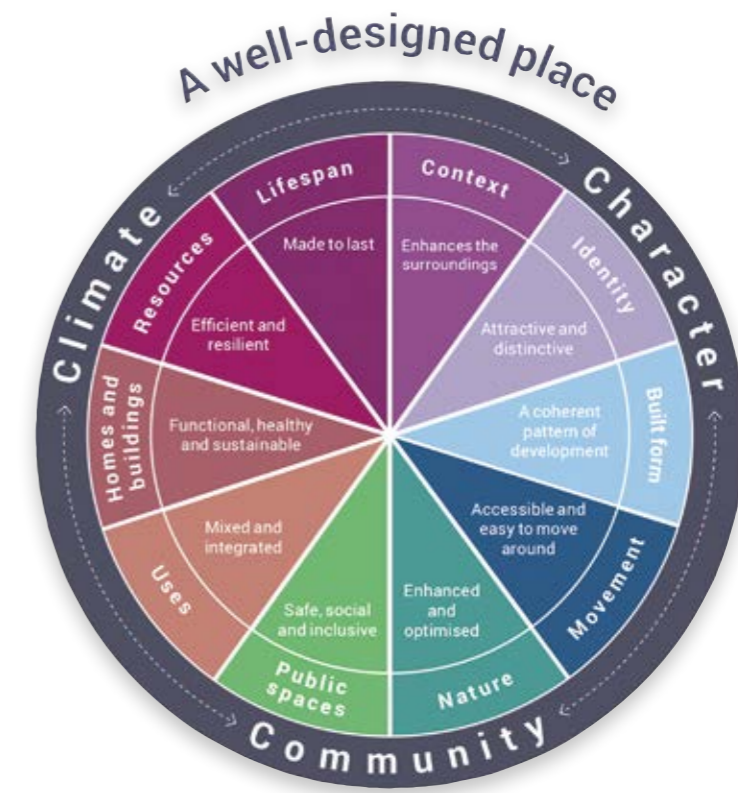 A well-designed place
Climate
Character
Community
Context
Enhances the
surroundings
Identity
Attractive and
distinctive
Built form
A coherent
pattern of
development
Movement
Accessible and
easy to move
around
Nature
Enhanced
and
optimised
Public
spaces
Safe, social
and inclusive
Uses
Mixed and
integrated
Homes and
buildings
Functional, healthy
and sustainable
Resources
Efficient and
resilient
Lifespan
Made to last